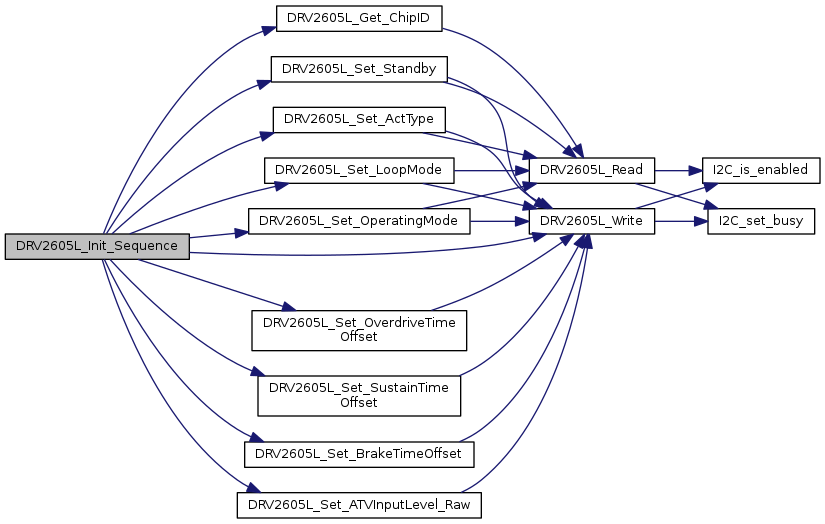 DRV2605L_Get_ChipID
DRV2605L_Set_Standby
DRV2605L_Set_ActType
DRV2605L_Set_LoopMode
DRV2605L_Read
I2C_is_enabled
DRV2605L_Set_OperatingMode
DRV2605L_Write
I2C_set_busy
DRV2605L_Init_Sequence
DRV2605L_Set_OverdriveTime
Offset
DRV2605L_Set_SustainTime
Offset
DRV2605L_Set_BrakeTimeOffset
DRV2605L_Set_ATVInputLevel_Raw